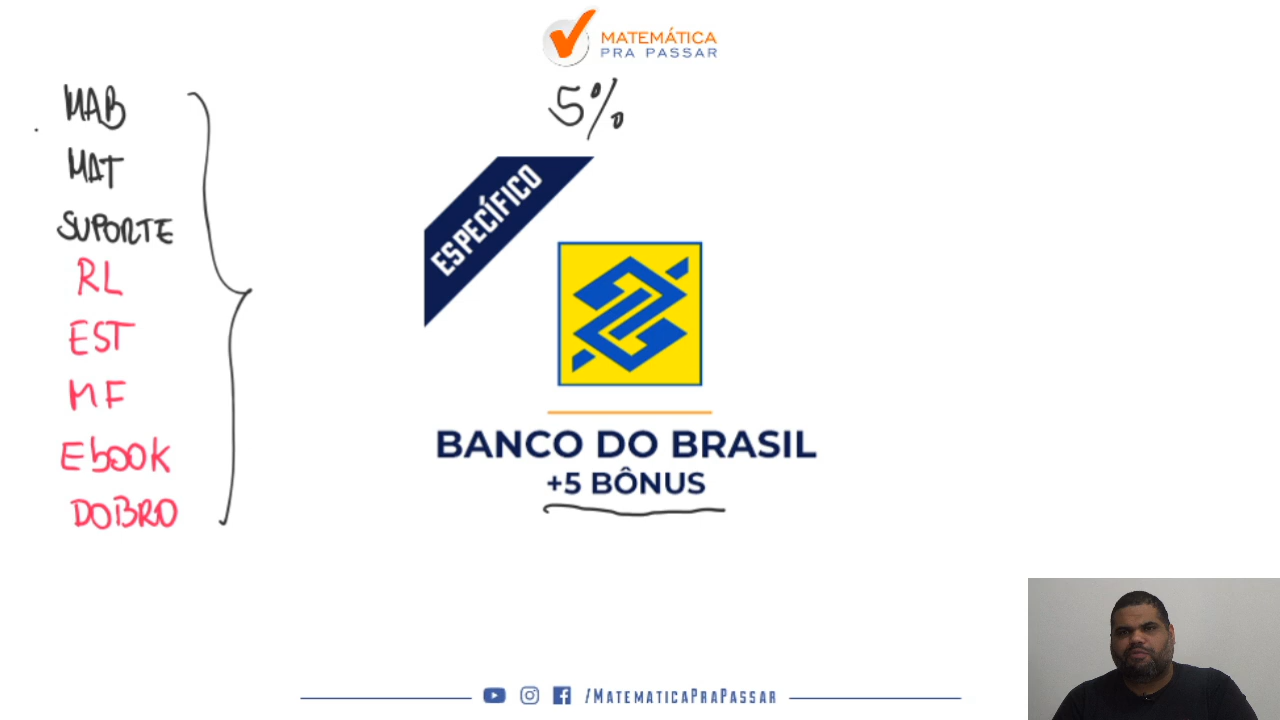 MATEMÁTICA
PRA PASSAR
MAB
MAT
SUPORTE
RL
EST
MF
Ebook
DOBRO
5%
ESPECÍFICO
BANCO DO BRASIL
+5 BÔNUS
/MATEMATICAPRAPASSAR